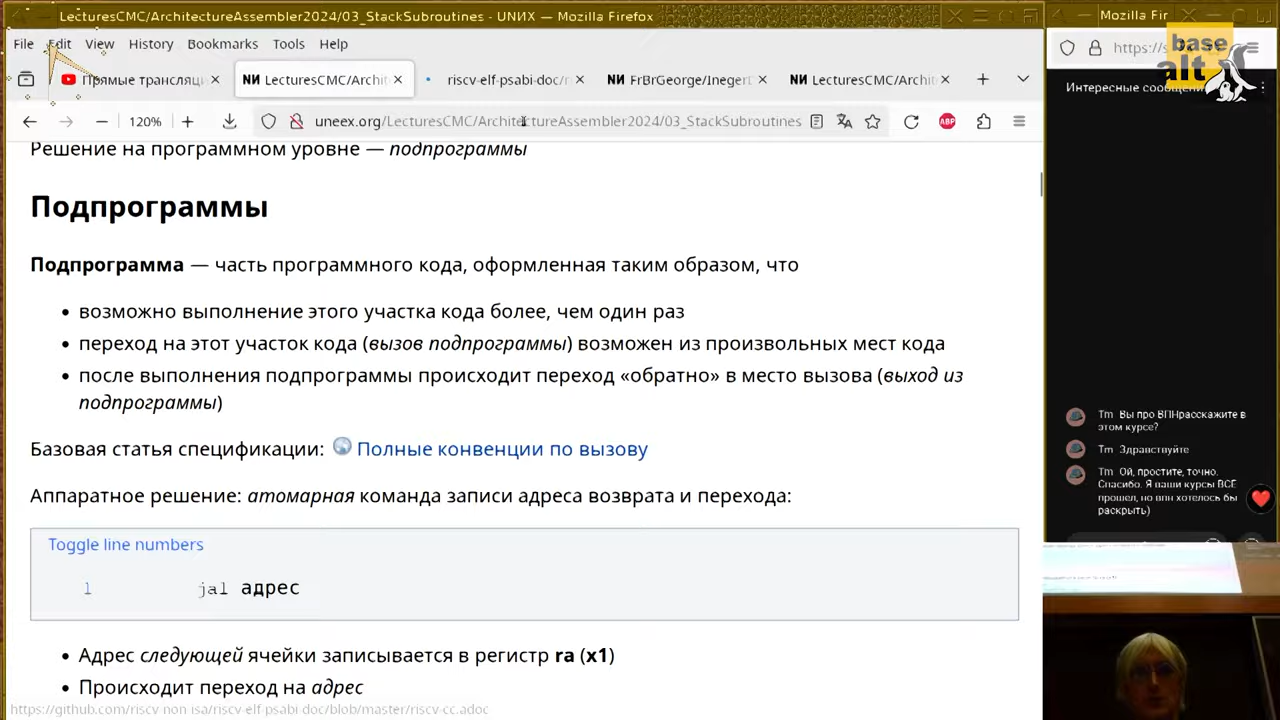 LecturesCMC/ArchitectureAssembler2024/03_StackSubroutines - UNИX — Mozilla Firefox
File Edit View History Bookmarks Tools Help
Прямые трансляци
LecturesCMC/Archit
riscv-elf-psabi-doc/r
FrBrGeorge/InegerD
LecturesCMC/Archite
120%
uneex.org/LecturesCMC/ArchitectureAssembler2024/03_StackSubroutines
Решение на программном уровне — подпрограммы
Подпрограммы
Подпрограмма — часть программного кода, оформленная таким образом, что
• возможно выполнение этого участка кода более, чем один раз
• переход на этот участок кода (вызов подпрограммы) возможен из произвольных мест кода
• после выполнения подпрограммы происходит переход «обратно» в место вызова (выход из
подпрограммы)
Базовая статья спецификации: Полные конвенции по вызову
Аппаратное решение: атомарная команда записи адреса возврата и перехода:
Toggle line numbers
1 jal адрес
• Адрес следующей ячейки записывается в регистр ra (x1)
• Происходит переход на адрес
https://github.com/riscv-non-isa/riscv-elf-psabi-doc/blob/master/riscv-cc.adoc
Mozilla Fir
https://s
base
alt
Интересные сообщени
Tm Вы про ВПНрасскажите в
этом курсе?
Tm Здравствуйте
Tm Ой, простите, точно.
Спасибо. Я ваши курсы ВСЕ
прошел, но впн хотелось бы
раскрыть)